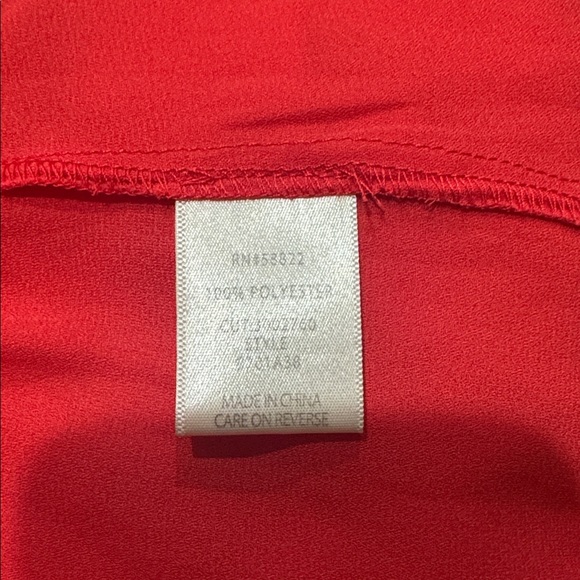 RN#58822
100% POLYESTER
STYLE
MADE IN CHINA
CARE ON REVERSE